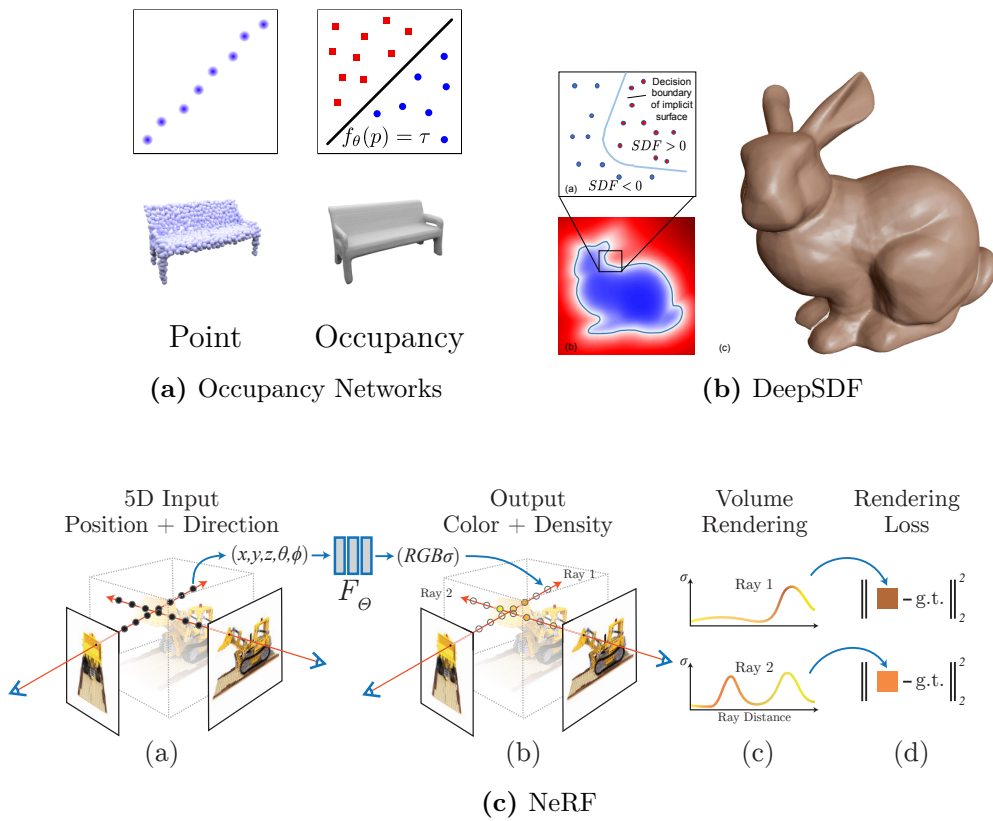 f_θ(p) = τ
Point
Occupancy
(a) Occupancy Networks
Decision
boundary
of implicit
surface
SDF > 0
SDF < 0
(a)
(b)
(c)
(b) DeepSDF
5D Input
Position + Direction
Output
Color + Density
Volume
Rendering
Rendering
Loss
(x,y,z,θ,ϕ)
F_Θ
(RGBσ)
Ray 1
Ray 2
σ
Ray 1
‖ - g.t. ‖₂²
σ
Ray 2
Ray Distance
‖ - g.t. ‖₂²
(a)
(b)
(c)
(d)
(c) NeRF